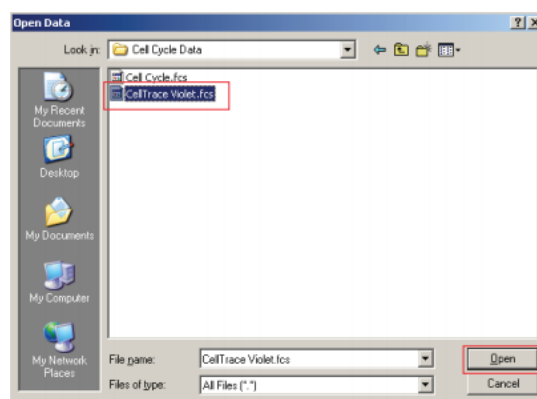 Open Data
Look in:
Cell Cycle Data
Cell Cycle.fcs
CellTrace Violet.fcs
My Recent
Documents
Desktop
My Documents
My Computer
My Network
Places
File name:
CellTrace Violet.fcs
Open
Files of type:
All Files ("*.*")
Cancel